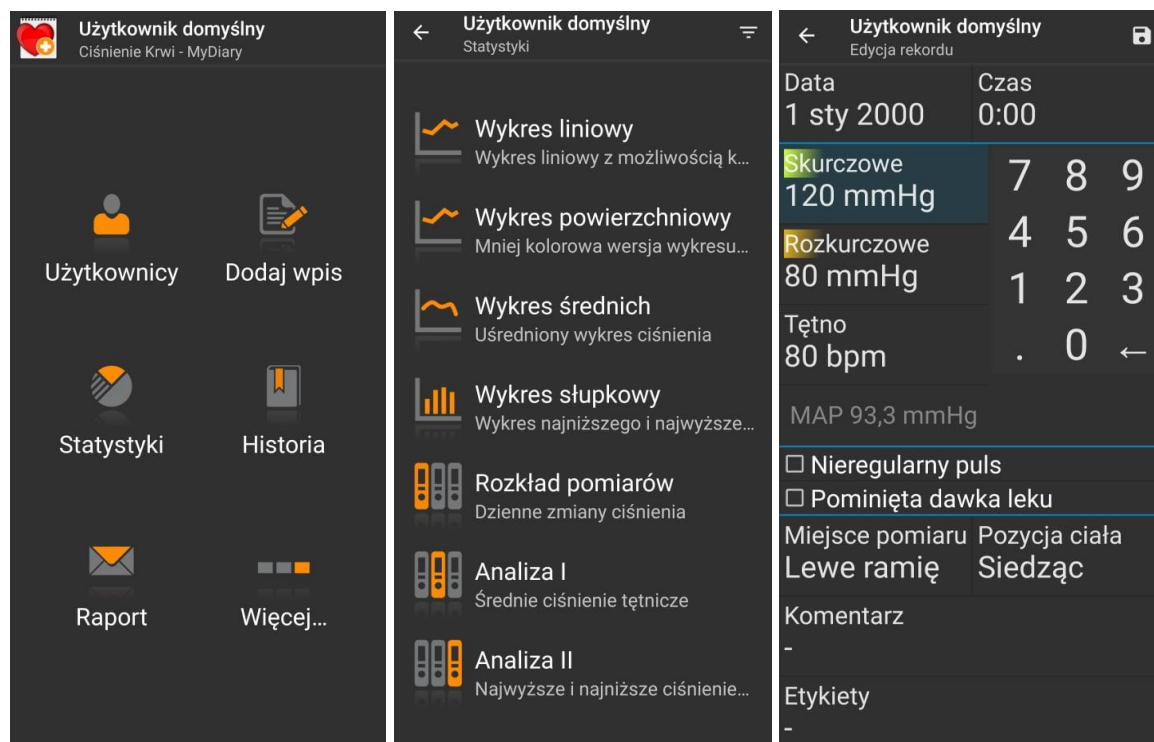 Użytkownik domyślny
Ciśnienie Krwi - MyDiary
Użytkownicy Dodaj wpis
Statystyki Historia
Raport Więcej...
Użytkownik domyślny
Statystyki
Wykres liniowy
Wykres liniowy z możliwością k...
Wykres powierzchniowy
Mniej kolorowa wersja wykresu...
Wykres średnich
Uśredniony wykres ciśnienia
Wykres słupkowy
Wykres najniższego i najwyższe...
Rozkład pomiarów
Dzienne zmiany ciśnienia
Analiza I
Średnie ciśnienie tętnicze
Analiza II
Najwyższe i najniższe ciśnienie...
Użytkownik domyślny
Edycja rekordu
Data Czas
1 sty 2000 0:00
Skurczowe
120 mmHg
7 8 9
Rozkurczowe
80 mmHg
4 5 6
1 2 3
Tętno
80 bpm
. 0 ←
MAP 93,3 mmHg
Nieregularny puls
Pominięta dawka leku
Miejsce pomiaru Pozycja ciała
Lewe ramię Siedząc
Komentarz
-
Etykiety
-